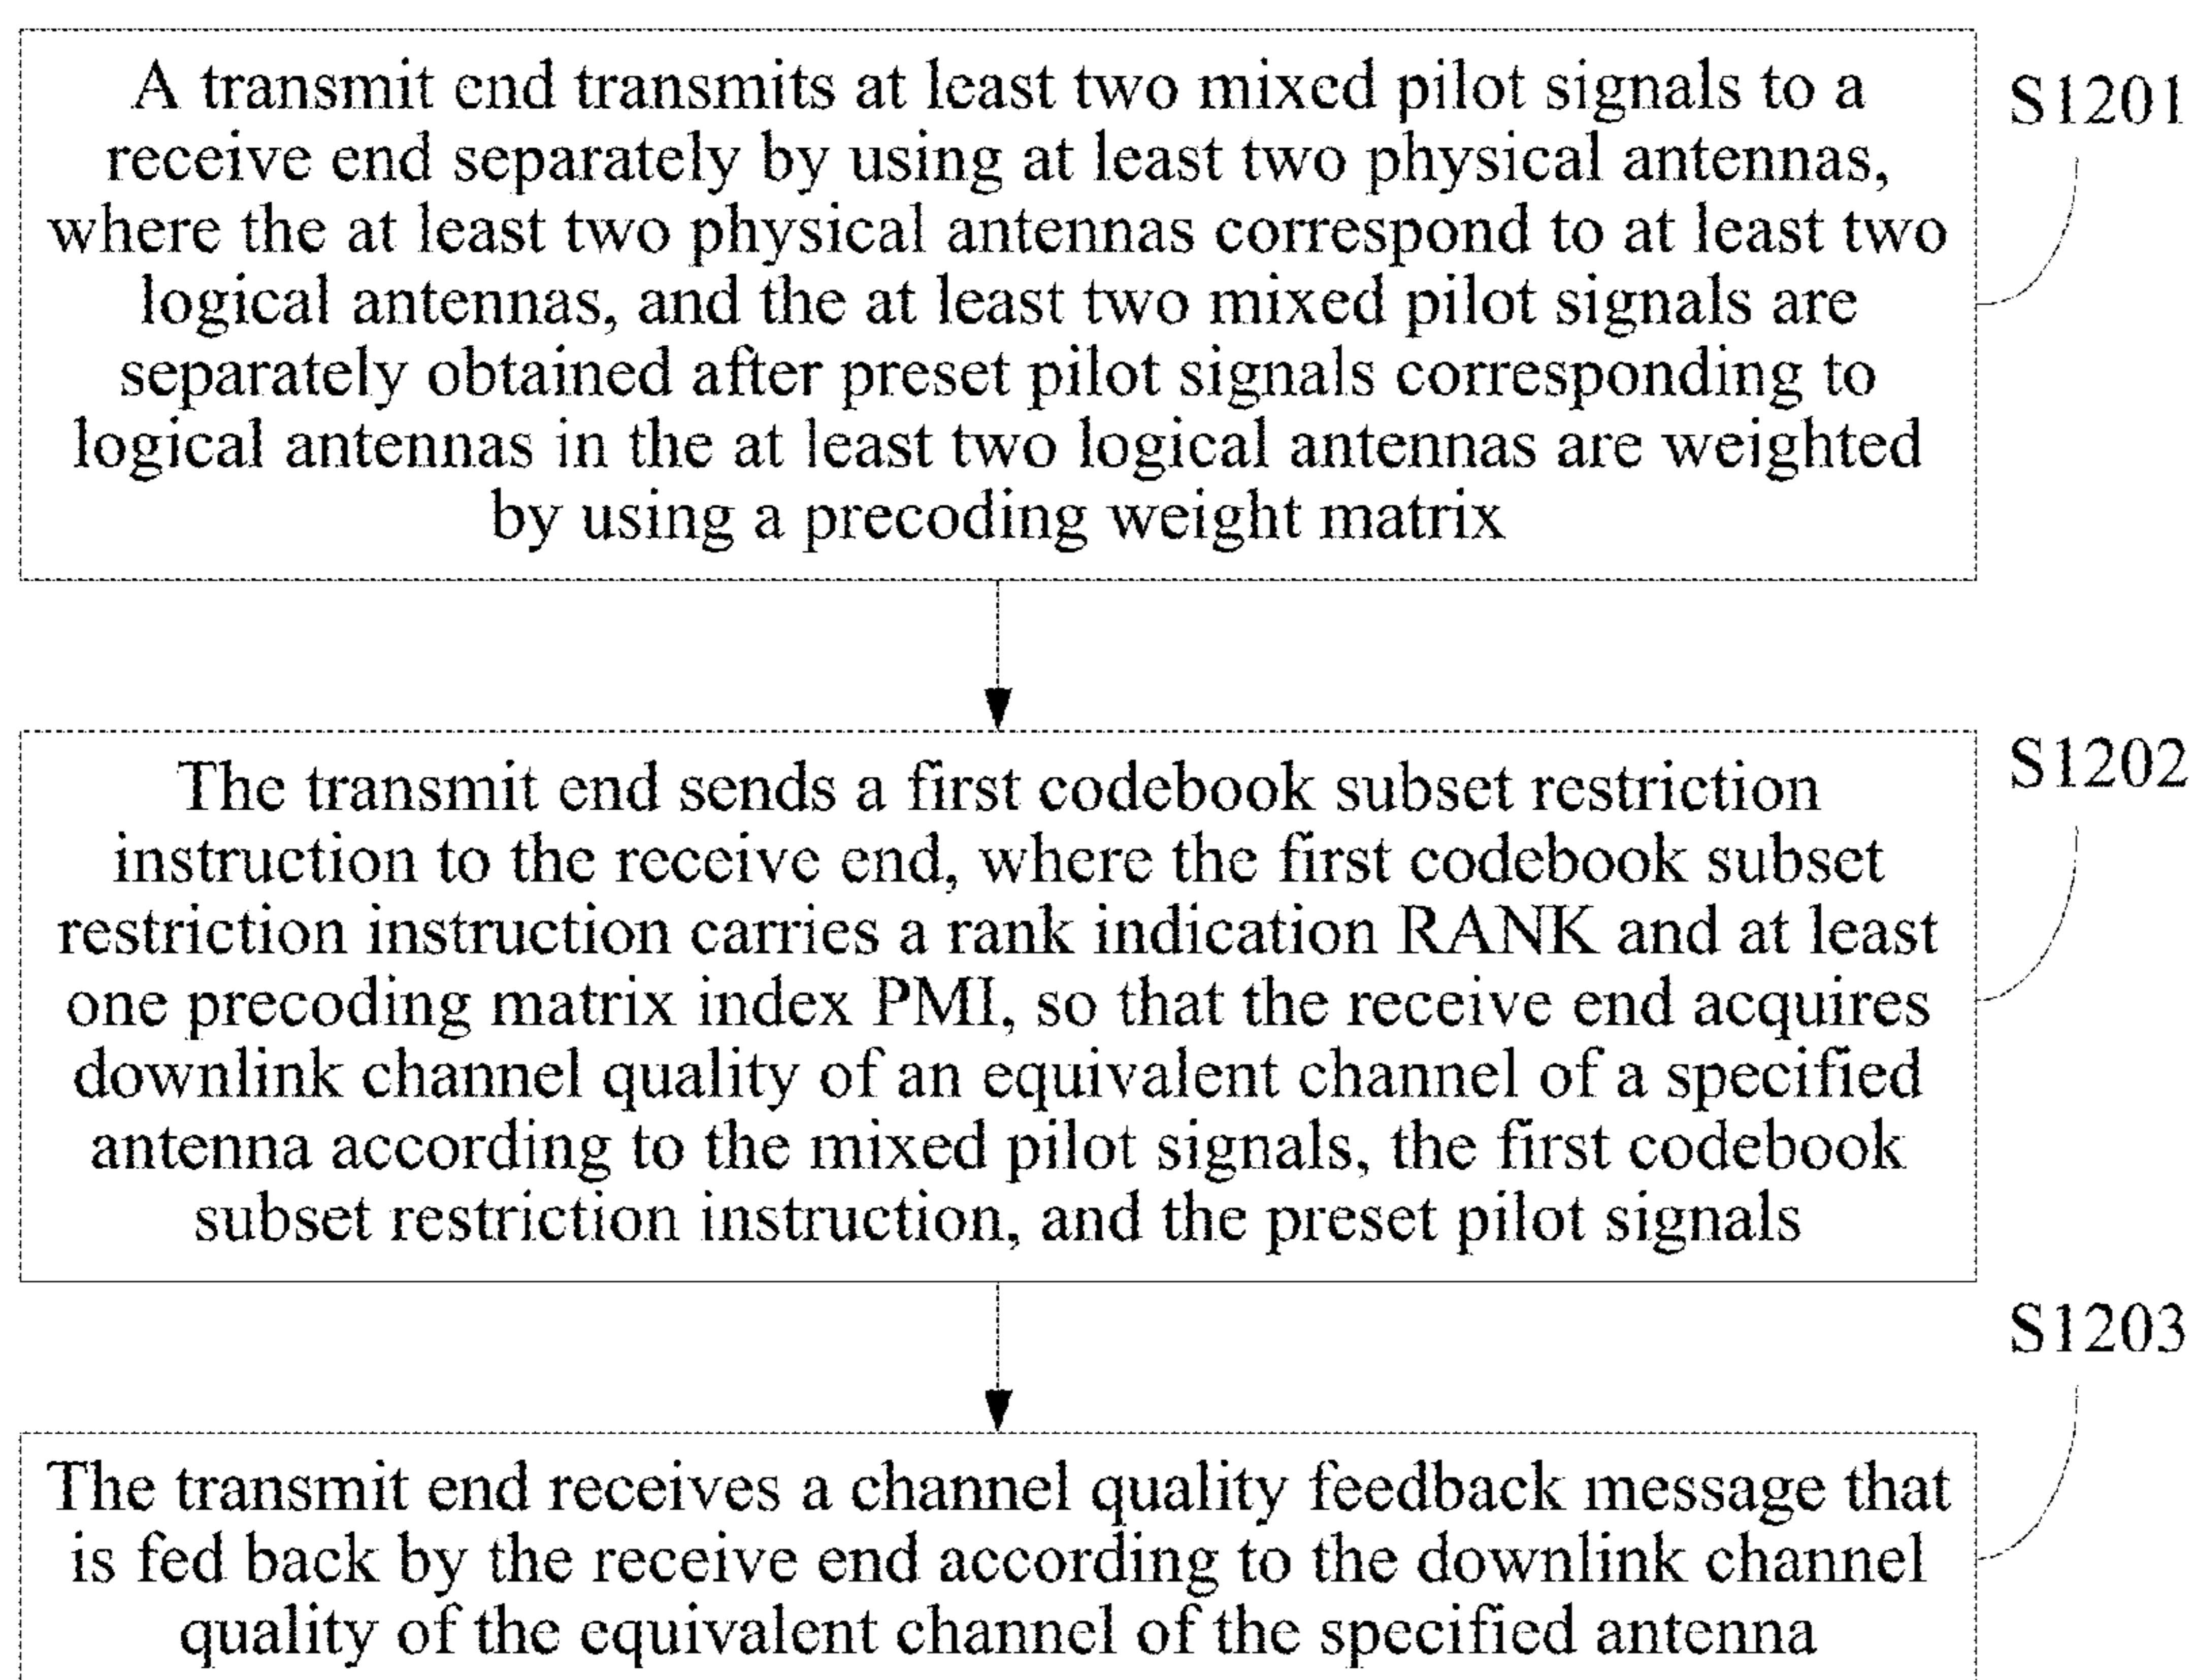 A transmit end transmits at least two mixed pilot signals to a
receive end separately by using at least two physical antennas,
where the at least two physical antennas correspond to at least two
logical antennas, and the at least two mixed pilot signals are
separately obtained after preset pilot signals corresponding to
logical antennas in the at least two logical antennas are weighted
by using a precoding weight matrix
S1201
The transmit end sends a first codebook subset restriction
instruction to the receive end, where the first codebook subset
restriction instruction carries a rank indication RANK and at least
one precoding matrix index PMI, so that the receive end acquires
downlink channel quality of an equivalent channel of a specified
antenna according to the mixed pilot signals, the first codebook
subset restriction instruction, and the preset pilot signals
S1202
The transmit end receives a channel quality feedback message that
is fed back by the receive end according to the downlink channel
quality of the equivalent channel of the specified antenna
S1203